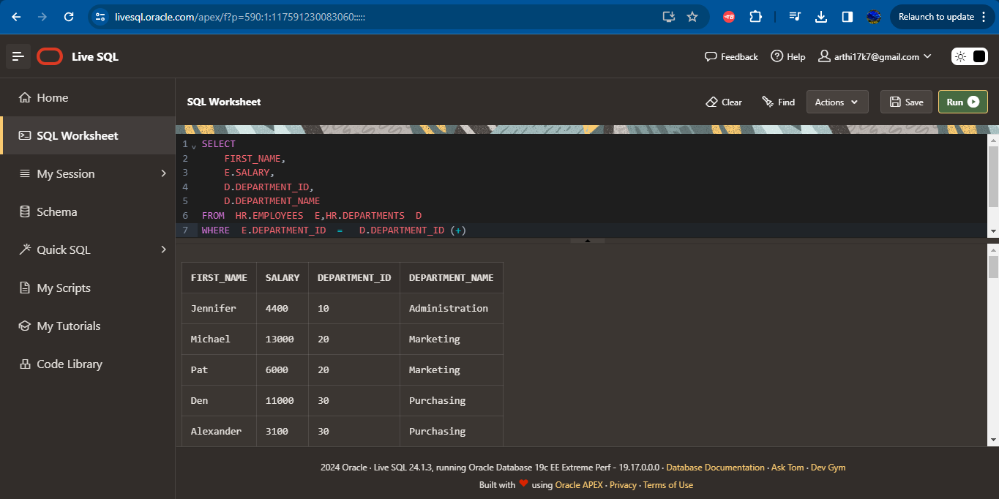 livesql.oracle.com/apex/f?p=590:1:117591230083060:::::
Relaunch to update
Live SQL
Feedback
Help
arthi17k7@gmail.com
Home
SQL Worksheet
My Session
Schema
Quick SQL
My Scripts
My Tutorials
Code Library
SQL Worksheet
Clear
Find
Actions
Save
Run
1 SELECT
2 FIRST_NAME,
3 E.SALARY,
4 D.DEPARTMENT_ID,
5 D.DEPARTMENT_NAME
6 FROM HR.EMPLOYEES E,HR.DEPARTMENTS D
7 WHERE E.DEPARTMENT_ID = D.DEPARTMENT_ID (+)
FIRST_NAME SALARY DEPARTMENT_ID DEPARTMENT_NAME
Jennifer 4400 10 Administration
Michael 13000 20 Marketing
Pat 6000 20 Marketing
Den 11000 30 Purchasing
Alexander 3100 30 Purchasing
2024 Oracle · Live SQL 24.1.3, running Oracle Database 19c EE Extreme Perf - 19.17.0.0.0 · Database Documentation · Ask Tom · Dev Gym
Built with ❤ using Oracle APEX · Privacy · Terms of Use